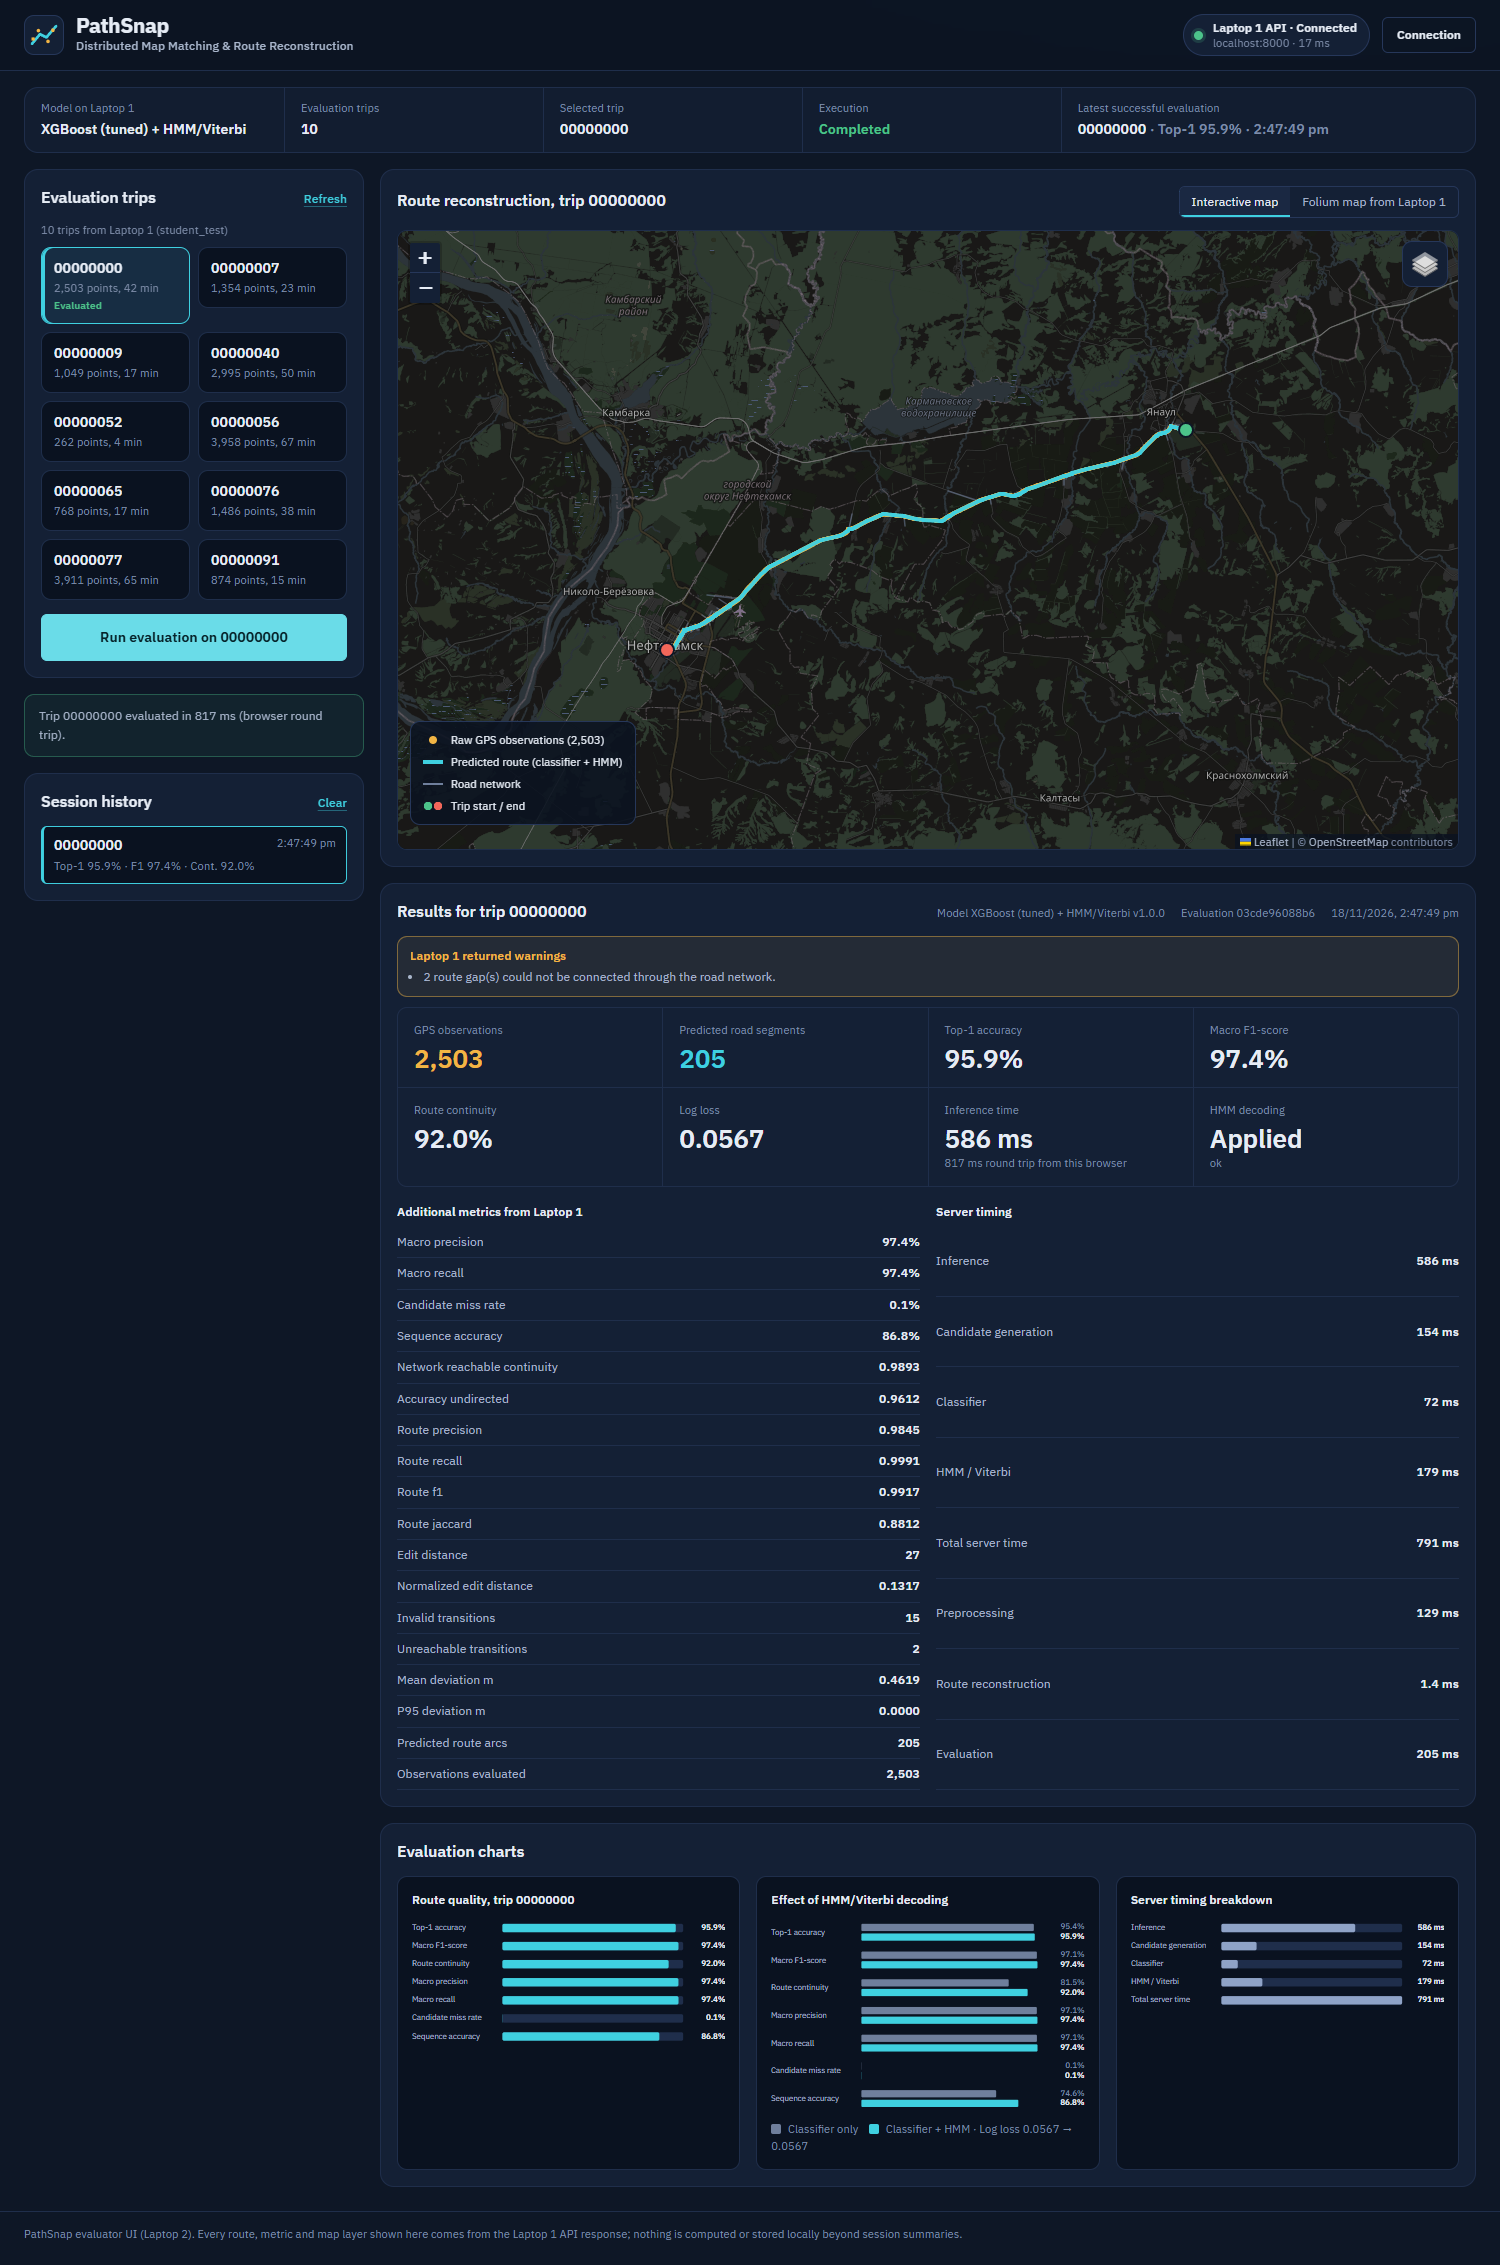 PathSnap
Distributed Map Matching & Route Reconstruction
Laptop 1 API · Connected
localhost:8000 · 17 ms
Connection
Model on Laptop 1
XGBoost (tuned) + HMM/Viterbi
Evaluation trips
10
Selected trip
00000000
Execution
Completed
Latest successful evaluation
00000000 · Top-1 95.9% · 2:47:49 pm
Evaluation trips
Refresh
10 trips from Laptop 1 (student_test)
00000000
2,503 points, 42 min
Evaluated
00000007
1,354 points, 23 min
00000009
1,049 points, 17 min
00000040
2,995 points, 50 min
00000052
262 points, 4 min
00000056
3,958 points, 67 min
00000065
768 points, 17 min
00000076
1,486 points, 38 min
00000077
3,911 points, 65 min
00000091
874 points, 15 min
Run evaluation on 00000000
Trip 00000000 evaluated in 817 ms (browser round
trip).
Session history
Clear
00000000
2:47:49 pm
Top-1 95.9% · F1 97.4% · Cont. 92.0%
Route reconstruction, trip 00000000
Interactive map
Folium map from Laptop 1
+
−
Камбарский
район
Камбарка
Кармановское
водохранилище
Янаул
городской
округ Нефтекамск
Николо-Берёзовка
Краснохолмский
Калтасы
Raw GPS observations (2,503)
Predicted route (classifier + HMM)
Road network
Trip start / end
Leaflet | © OpenStreetMap contributors
Results for trip 00000000
Model XGBoost (tuned) + HMM/Viterbi v1.0.0
Evaluation 03cde96088b6
18/11/2026, 2:47:49 pm
Laptop 1 returned warnings
• 2 route gap(s) could not be connected through the road network.
GPS observations
2,503
Predicted road segments
205
Top-1 accuracy
95.9%
Macro F1-score
97.4%
Route continuity
92.0%
Log loss
0.0567
Inference time
586 ms
817 ms round trip from this browser
HMM decoding
Applied
ok
Additional metrics from Laptop 1
Macro precision 97.4%
Macro recall 97.4%
Candidate miss rate 0.1%
Sequence accuracy 86.8%
Network reachable continuity 0.9893
Accuracy undirected 0.9612
Route precision 0.9845
Route recall 0.9991
Route f1 0.9917
Route jaccard 0.8812
Edit distance 27
Normalized edit distance 0.1317
Invalid transitions 15
Unreachable transitions 2
Mean deviation m 0.4619
P95 deviation m 0.0000
Predicted route arcs 205
Observations evaluated 2,503
Server timing
Inference 586 ms
Candidate generation 154 ms
Classifier 72 ms
HMM / Viterbi 179 ms
Total server time 791 ms
Preprocessing 129 ms
Route reconstruction 1.4 ms
Evaluation 205 ms
Evaluation charts
Route quality, trip 00000000
Top-1 accuracy 95.9%
Macro F1-score 97.4%
Route continuity 92.0%
Macro precision 97.4%
Macro recall 97.4%
Candidate miss rate 0.1%
Sequence accuracy 86.8%
Effect of HMM/Viterbi decoding
Top-1 accuracy 95.4%
95.9%
Macro F1-score 97.1%
97.4%
Route continuity 81.5%
92.0%
Macro precision 97.1%
97.4%
Macro recall 97.1%
97.4%
Candidate miss rate 0.1%
0.1%
Sequence accuracy 74.6%
86.8%
Classifier only Classifier + HMM · Log loss 0.0567 →
0.0567
Server timing breakdown
Inference 586 ms
Candidate generation 154 ms
Classifier 72 ms
HMM / Viterbi 179 ms
Total server time 791 ms
PathSnap evaluator UI (Laptop 2). Every route, metric and map layer shown here comes from the Laptop 1 API response; nothing is computed or stored locally beyond session summaries.